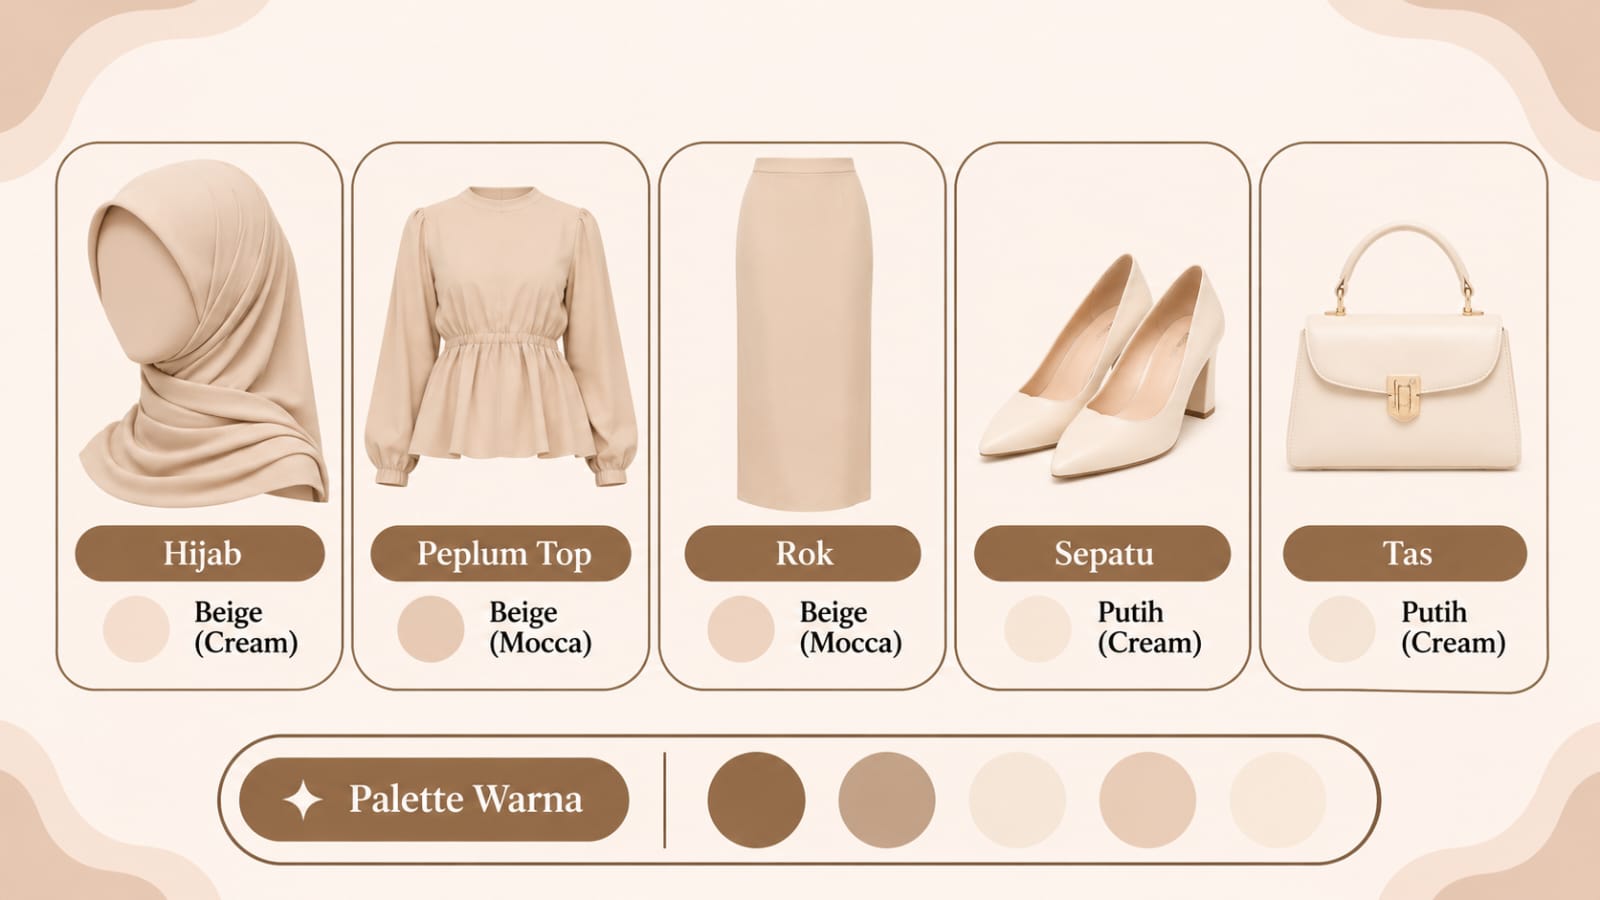 Hijab
Beige
(Cream)
Peplum Top
Beige
(Mocca)
Rok
Beige
(Mocca)
Sepatu
Putih
(Cream)
Tas
Putih
(Cream)
Palette Warna